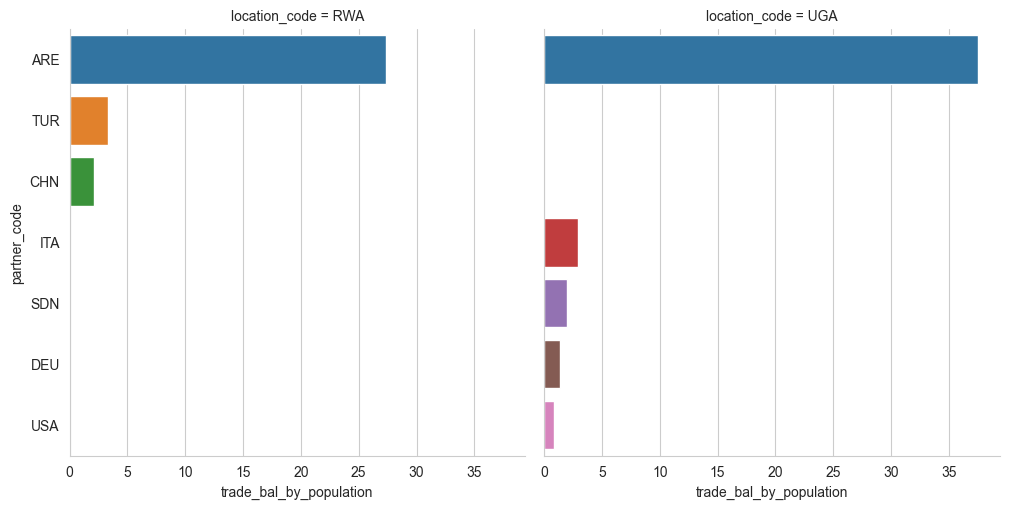 location_code = RWA
location_code = UGA
partner_code
ARE
TUR
CHN
ITA
SDN
DEU
USA
0 5 10 15 20 25 30 35
0 5 10 15 20 25 30 35
trade_bal_by_population
trade_bal_by_population